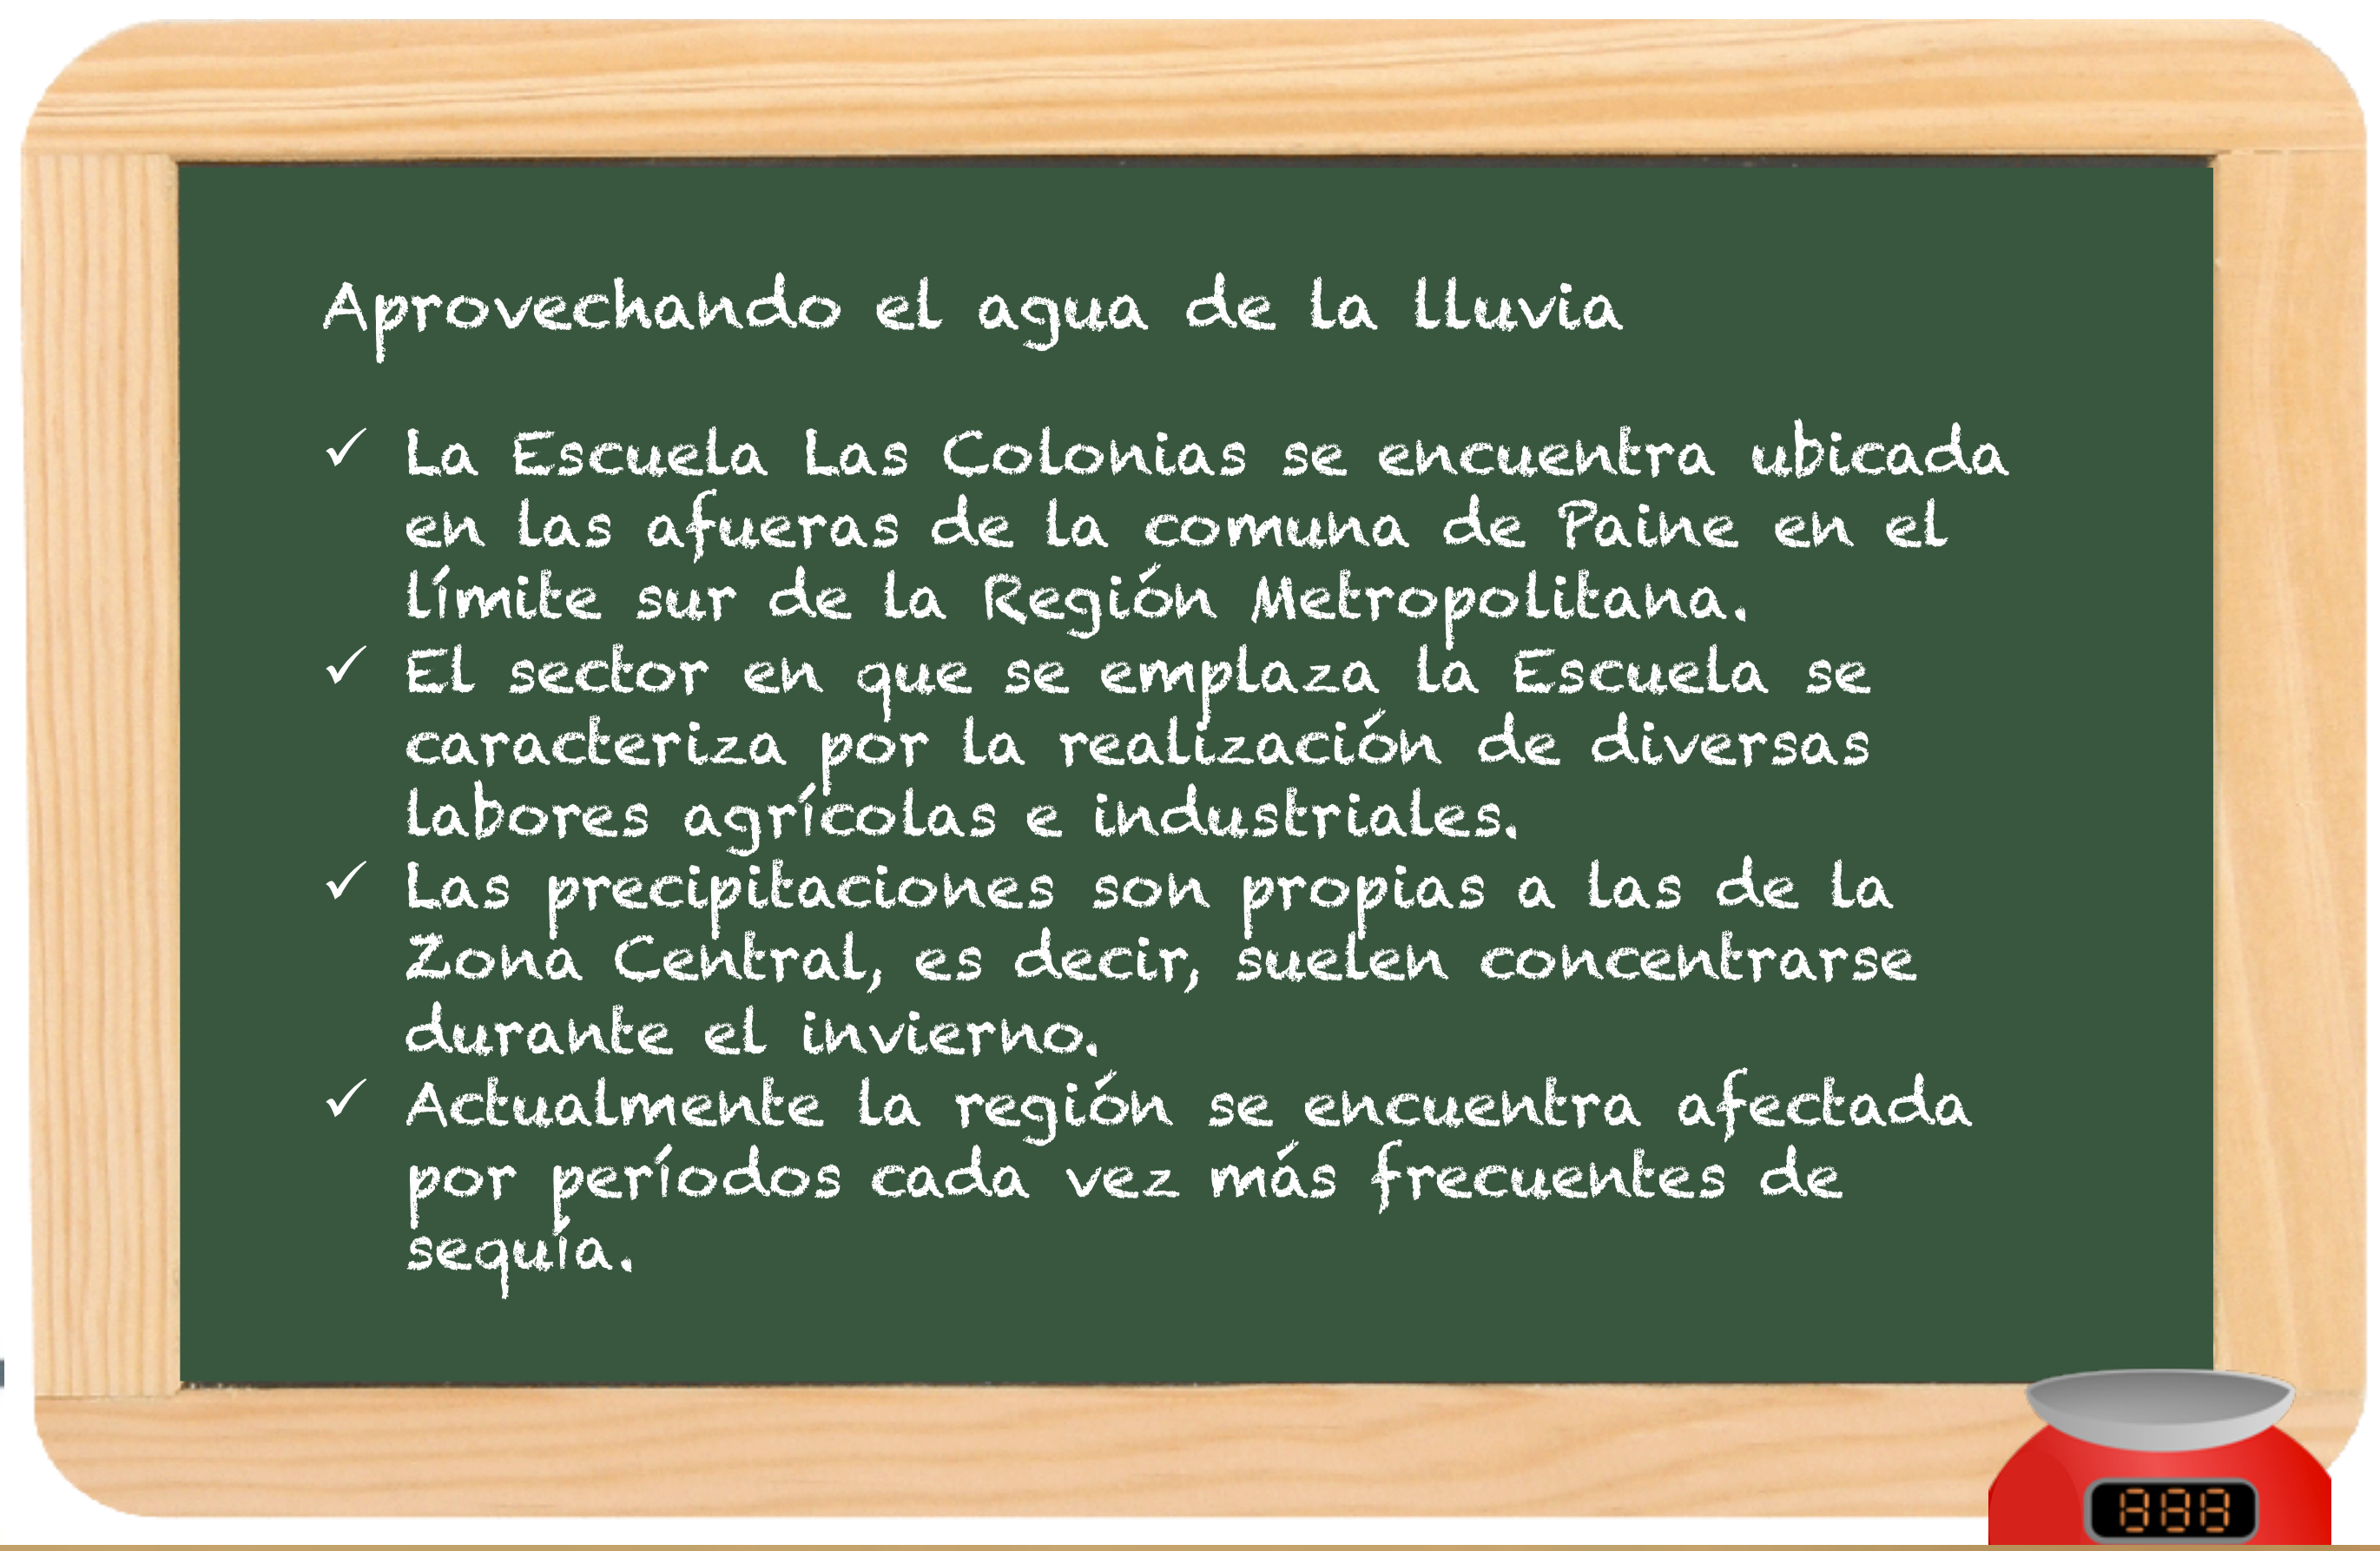 Aprovechando el agua de la lluvia
✓ La Escuela Las Colonias se encuentra ubicada
en las afueras de la comuna de Paine en el
límite sur de la Región Metropolitana.
✓ El sector en que se emplaza la Escuela se
caracteriza por la realización de diversas
labores agrícolas e industriales.
✓ Las precipitaciones son propias a las de la
Zona Central, es decir, suelen concentrarse
durante el invierno.
✓ Actualmente la región se encuentra afectada
por períodos cada vez más frecuentes de
sequía.